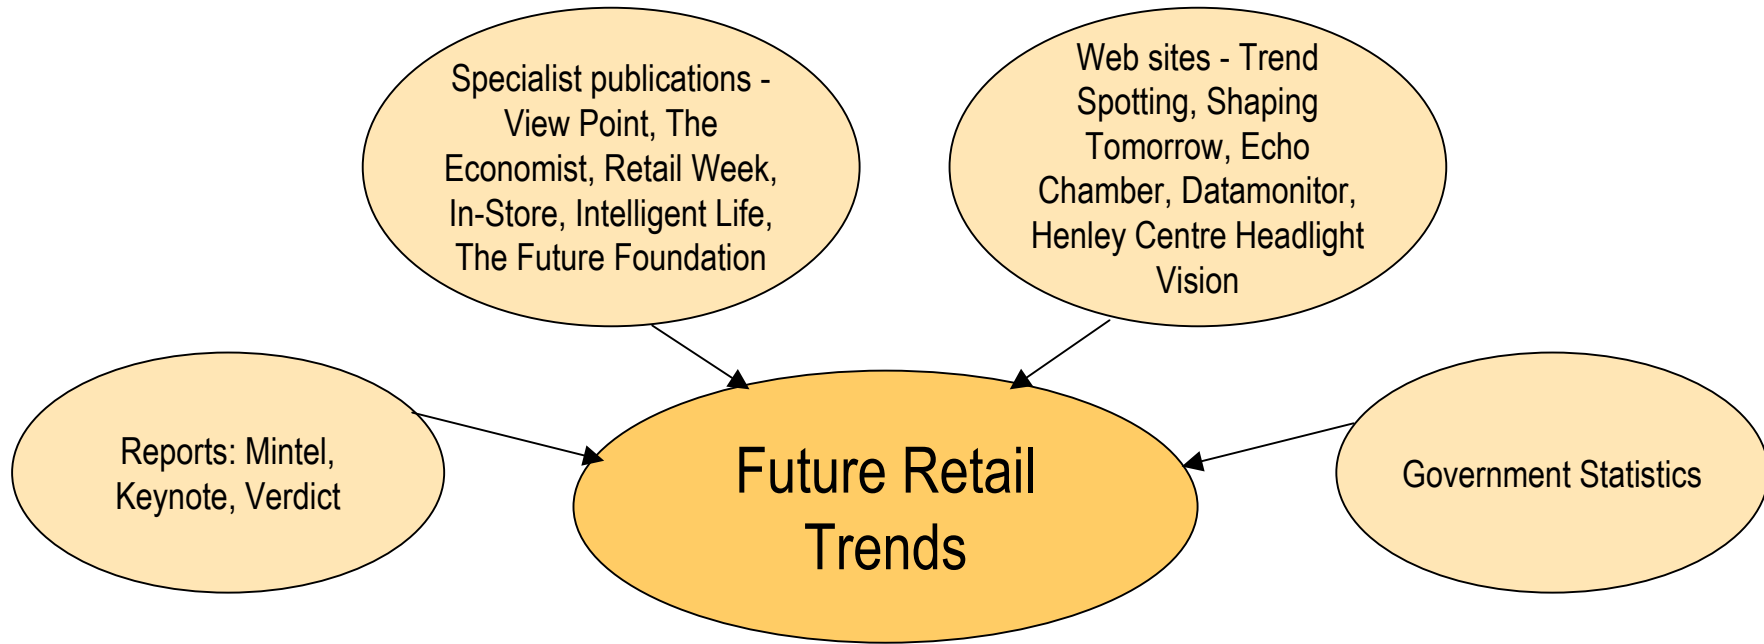 Specialist publications -
View Point, The
Economist, Retail Week,
In-Store, Intelligent Life,
The Future Foundation
Web sites - Trend
Spotting, Shaping
Tomorrow, Echo
Chamber, Datamonitor,
Henley Centre Headlight
Vision
Reports: Mintel,
Keynote, Verdict
Future Retail
Trends
Government Statistics